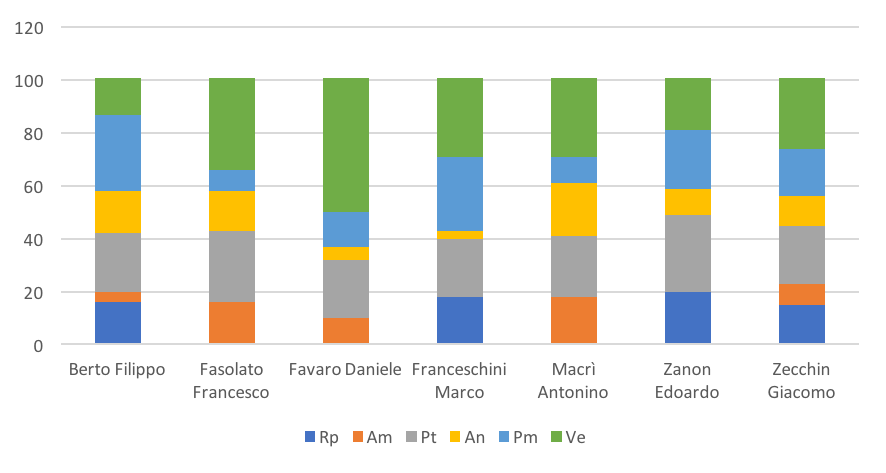 120
100
80
60
40
20
0
Berto Filippo
Fasolato
Francesco
Favaro Daniele
Franceschini
Marco
Macrì
Antonino
Zanon
Edoardo
Zecchin
Giacomo
Rp Am Pt An Pm Ve